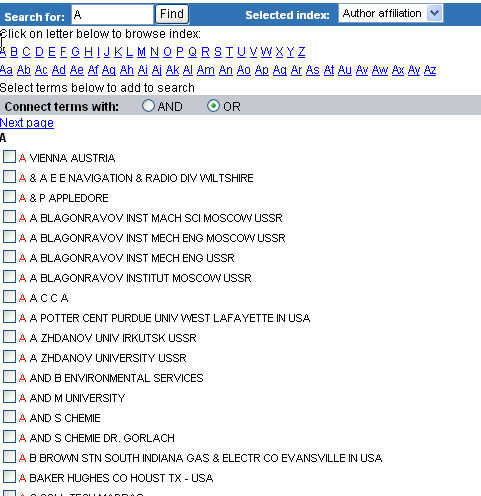 Search for: A Find Selected index: Author affiliation
Click on letter below to browse index:
A B C D E F G H I J K L M N O P Q R S T U V W X Y Z
Aa Ab Ac Ad Ae Af Ag Ah Ai Aj Ak Al Am An Ao Ap Aq Ar As At Au Av Aw Ax Ay Az
Select terms below to add to search
Connect terms with: AND OR
Next page
A
A VIENNA AUSTRIA
A & A E E NAVIGATION & RADIO DIV WILTSHIRE
A & P APPLEDORE
A A BLAGONRAVOV INST MACH SCI MOSCOW USSR
A A BLAGONRAVOV INST MECH ENG MOSCOW USSR
A A BLAGONRAVOV INST MECH ENG USSR
A A BLAGONRAVOV INSTITUT MOSCOW USSR
A A C C A
A A POTTER CENT PURDUE UNIV WEST LAFAYETTE IN USA
A A ZHDANOV UNIV IRKUTSK USSR
A A ZHDANOV UNIVERSITY USSR
A AND B ENVIRONMENTAL SERVICES
A AND M UNIVERSITY
A AND S CHEMIE
A AND S CHEMIE DR. GORLACH
A B BROWN STN SOUTH INDIANA GAS & ELECTR CO EVANSVILLE IN USA
A BAKER HUGHES CO HOUST TX - USA